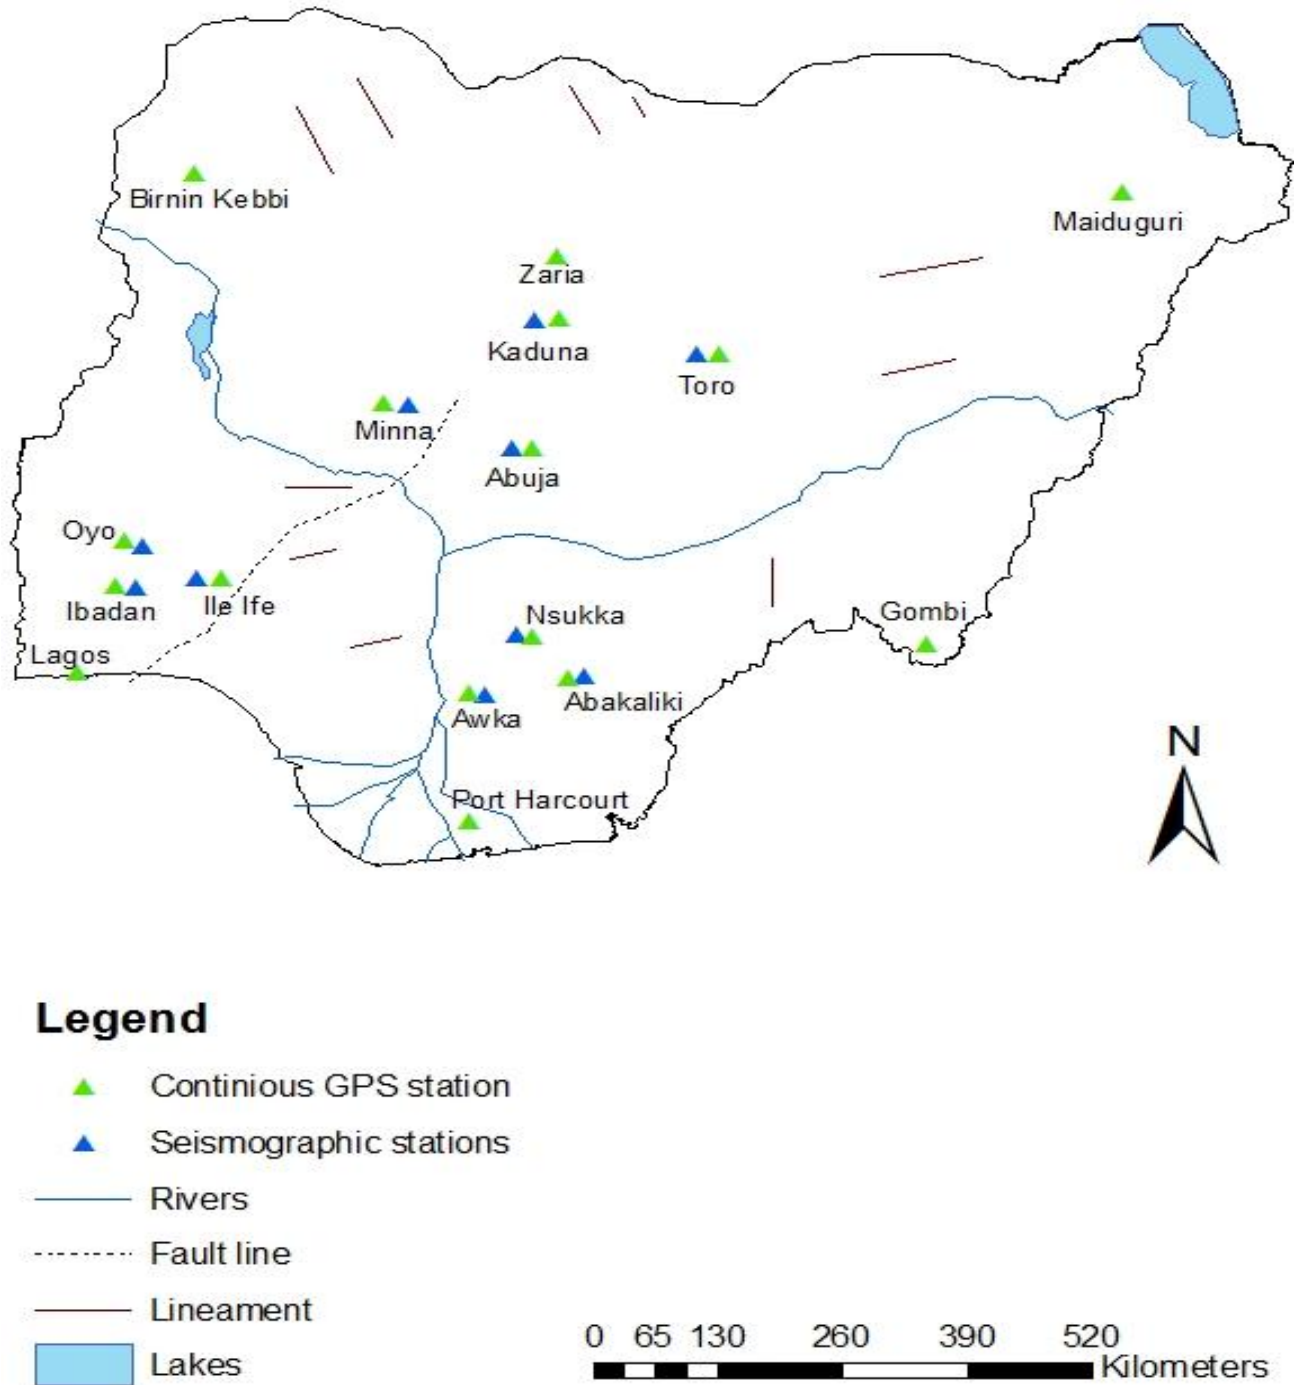 Birnin Kebbi
Maiduguri
Zaria
Kaduna
Toro
Minna
Abuja
Oyo
Ibadan
Ile Ife
Nsukka
Gombi
Lagos
Abakaliki
Awka
N
Port Harcourt
Legend
Continious GPS station
Seismographic stations
Rivers
Fault line
Lineament
Lakes
0 65 130 260 390 520
Kilometers